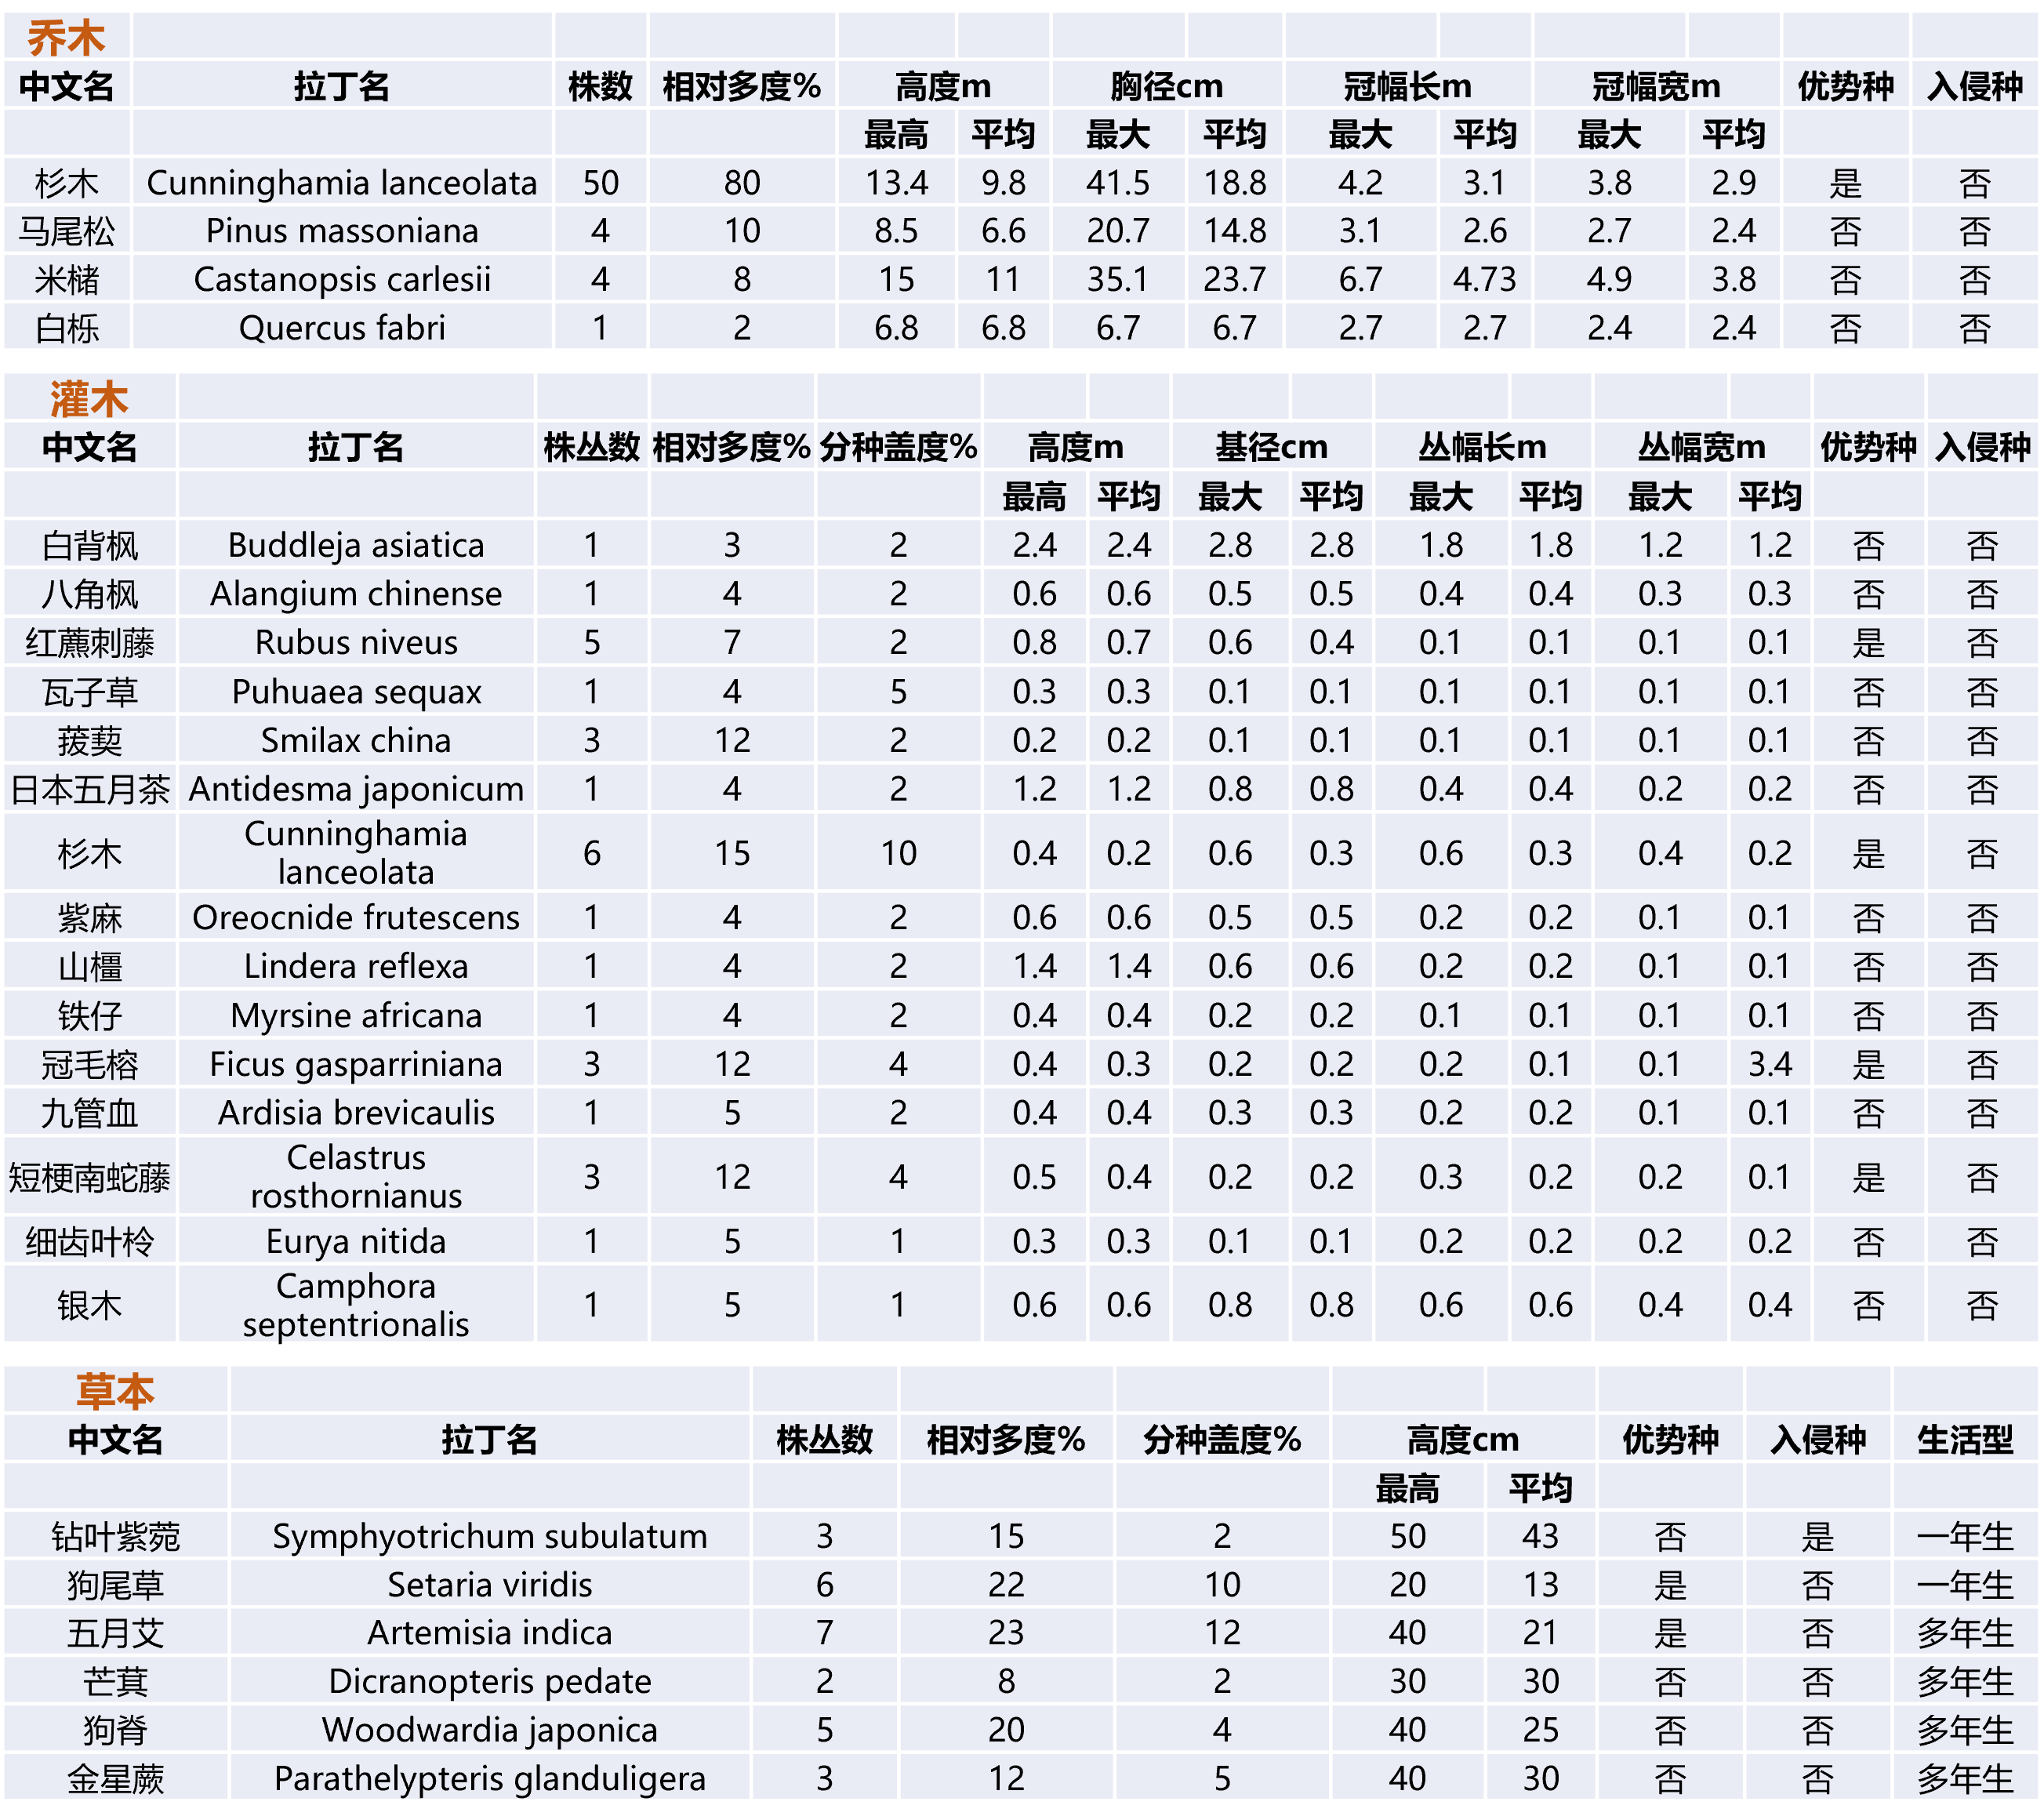 乔木
中文名 拉丁名 株数 相对多度% 高度m 胸径cm 冠幅长m 冠幅宽m 优势种 入侵种
最高 平均 最大 平均 最大 平均 最大 平均
杉木 Cunninghamia lanceolata 50 80 13.4 9.8 41.5 18.8 4.2 3.1 3.8 2.9 是 否
马尾松 Pinus massoniana 4 10 8.5 6.6 20.7 14.8 3.1 2.6 2.7 2.4 否 否
米槠 Castanopsis carlesii 4 8 15 11 35.1 23.7 6.7 4.73 4.9 3.8 否 否
白栎 Quercus fabri 1 2 6.8 6.8 6.7 6.7 2.7 2.7 2.4 2.4 否 否
灌木
中文名 拉丁名 株丛数 相对多度% 分种盖度% 高度m 基径cm 丛幅长m 丛幅宽m 优势种 入侵种
最高 平均 最大 平均 最大 平均 最大 平均
白背枫 Buddleja asiatica 1 3 2 2.4 2.4 2.8 2.8 1.8 1.8 1.2 1.2 否 否
八角枫 Alangium chinense 1 4 2 0.6 0.6 0.5 0.5 0.4 0.4 0.3 0.3 否 否
红藨刺藤 Rubus niveus 5 7 2 0.8 0.7 0.6 0.4 0.1 0.1 0.1 0.1 是 否
瓦子草 Puhuaea sequax 1 4 5 0.3 0.3 0.1 0.1 0.1 0.1 0.1 0.1 否 否
菝葜 Smilax china 3 12 2 0.2 0.2 0.1 0.1 0.1 0.1 0.1 0.1 否 否
日本五月茶 Antidesma japonicum 1 4 2 1.2 1.2 0.8 0.8 0.4 0.4 0.2 0.2 否 否
杉木 Cunninghamia lanceolata 6 15 10 0.4 0.2 0.6 0.3 0.6 0.3 0.4 0.2 是 否
紫麻 Oreocnide frutescens 1 4 2 0.6 0.6 0.5 0.5 0.2 0.2 0.1 0.1 否 否
山橿 Lindera reflexa 1 4 2 1.4 1.4 0.6 0.6 0.2 0.2 0.1 0.1 否 否
铁仔 Myrsine africana 1 4 2 0.4 0.4 0.2 0.2 0.1 0.1 0.1 0.1 否 否
冠毛榕 Ficus gasparriniana 3 12 4 0.4 0.3 0.2 0.2 0.2 0.1 0.1 3.4 是 否
九管血 Ardisia brevicaulis 1 5 2 0.4 0.4 0.3 0.3 0.2 0.2 0.1 0.1 否 否
短梗南蛇藤 Celastrus rosthornianus 3 12 4 0.5 0.4 0.2 0.2 0.3 0.2 0.2 0.1 是 否
细齿叶柃 Eurya nitida 1 5 1 0.3 0.3 0.1 0.1 0.2 0.2 0.2 0.2 否 否
银木 Camphora septentrionalis 1 5 1 0.6 0.6 0.8 0.8 0.6 0.6 0.4 0.4 否 否
草本
中文名 拉丁名 株丛数 相对多度% 分种盖度% 高度cm 优势种 入侵种 生活型
最高 平均
钻叶紫菀 Symphyotrichum subulatum 3 15 2 50 43 否 是 一年生
狗尾草 Setaria viridis 6 22 10 20 13 是 否 一年生
五月艾 Artemisia indica 7 23 12 40 21 是 否 多年生
芒萁 Dicranopteris pedate 2 8 2 30 30 否 否 多年生
狗脊 Woodwardia japonica 5 20 4 40 25 否 否 多年生
金星蕨 Parathelypteris glanduligera 3 12 5 40 30 否 否 多年生